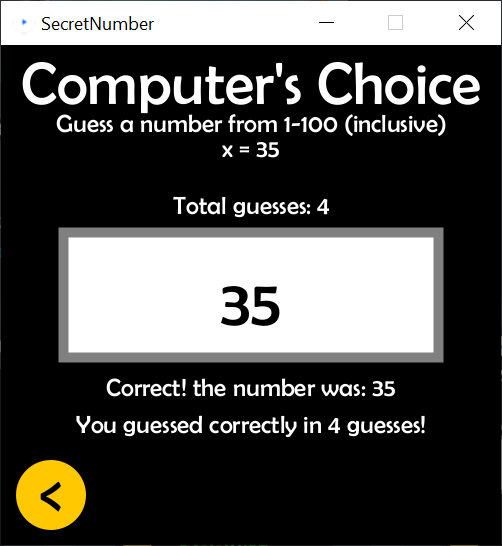 SecretNumber
Computer's Choice
Guess a number from 1-100 (inclusive)
x = 35
Total guesses: 4
35
Correct! the number was: 35
You guessed correctly in 4 guesses!
<